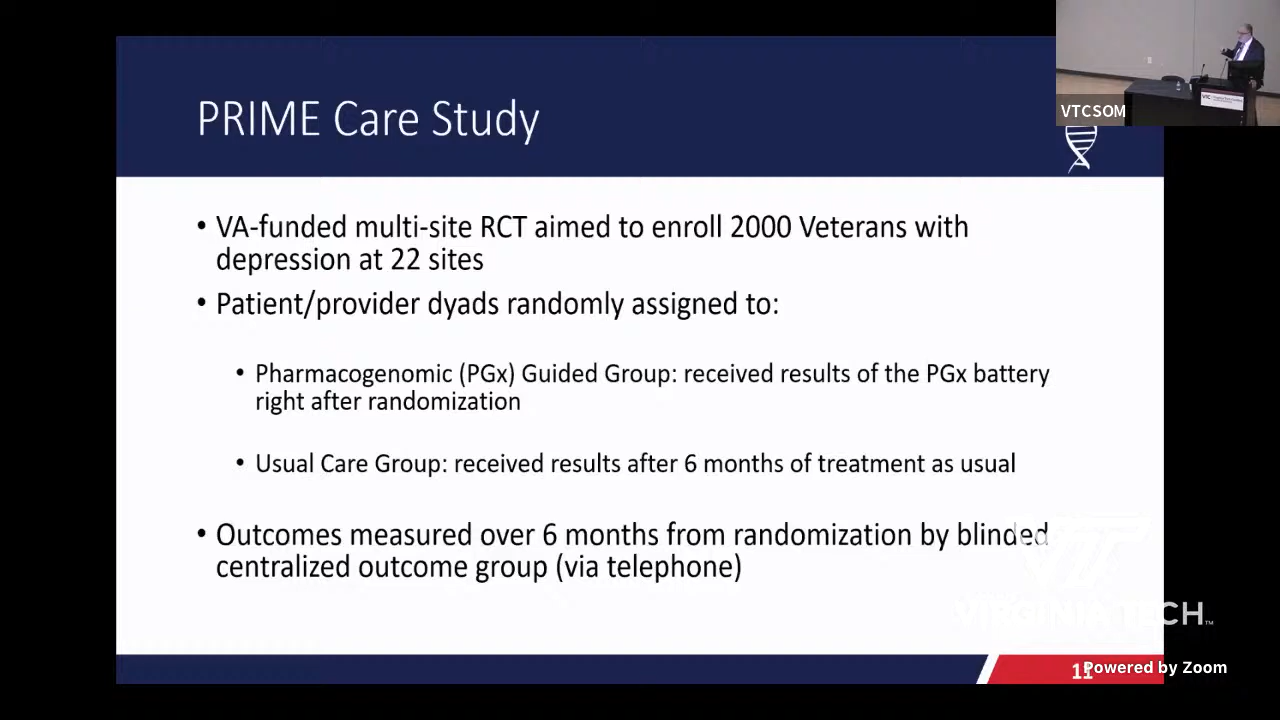 PRIME Care Study
VTCSOM
• VA-funded multi-site RCT aimed to enroll 2000 Veterans with
depression at 22 sites
• Patient/provider dyads randomly assigned to:
• Pharmacogenomic (PGx) Guided Group: received results of the PGx battery
right after randomization
• Usual Care Group: received results after 6 months of treatment as usual
• Outcomes measured over 6 months from randomization by blinded
centralized outcome group (via telephone)
VIRGINIA TECH™
11
Powered by Zoom